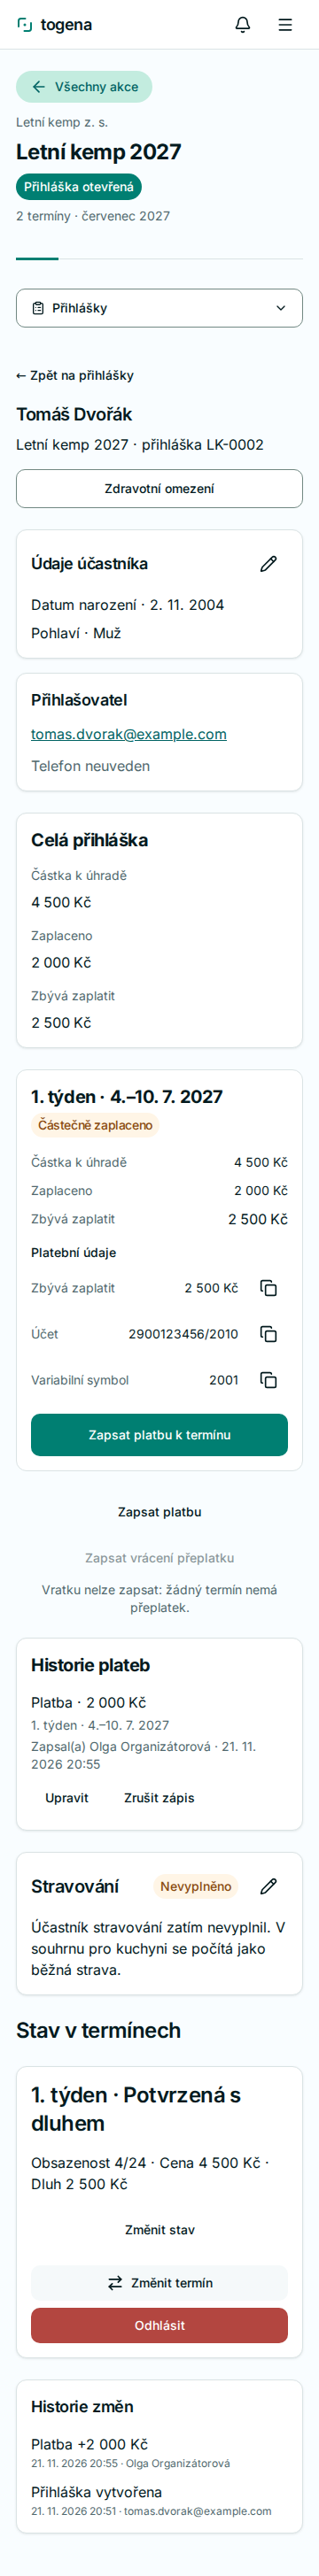 togena
Všechny akce
Letní kemp z. s.
Letní kemp 2027
Přihláška otevřená
2 termíny · červenec 2027
Přihlášky
← Zpět na přihlášky
Tomáš Dvořák
Letní kemp 2027 · přihláška LK-0002
Zdravotní omezení
Údaje účastníka
Datum narození · 2. 11. 2004
Pohlaví · Muž
Přihlašovatel
tomas.dvorak@example.com
Telefon neuveden
Celá přihláška
Částka k úhradě
4 500 Kč
Zaplaceno
2 000 Kč
Zbývá zaplatit
2 500 Kč
1. týden · 4.–10. 7. 2027
Částečně zaplaceno
Částka k úhradě 4 500 Kč
Zaplaceno 2 000 Kč
Zbývá zaplatit 2 500 Kč
Platební údaje
Zbývá zaplatit 2 500 Kč
Účet 2900123456/2010
Variabilní symbol 2001
Zapsat platbu k termínu
Zapsat platbu
Zapsat vrácení přeplatku
Vratku nelze zapsat: žádný termín nemá
přeplatek.
Historie plateb
Platba · 2 000 Kč
1. týden · 4.–10. 7. 2027
Zapsal(a) Olga Organizátorová · 21. 11.
2026 20:55
Upravit Zrušit zápis
Stravování Nevyplněno
Účastník stravování zatím nevyplnil. V
souhrnu pro kuchyni se počítá jako
běžná strava.
Stav v termínech
1. týden · Potvrzená s
dluhem
Obsazenost 4/24 · Cena 4 500 Kč ·
Dluh 2 500 Kč
Změnit stav
Změnit termín
Odhlásit
Historie změn
Platba +2 000 Kč
21. 11. 2026 20:55 · Olga Organizátorová
Přihláška vytvořena
21. 11. 2026 20:51 · tomas.dvorak@example.com